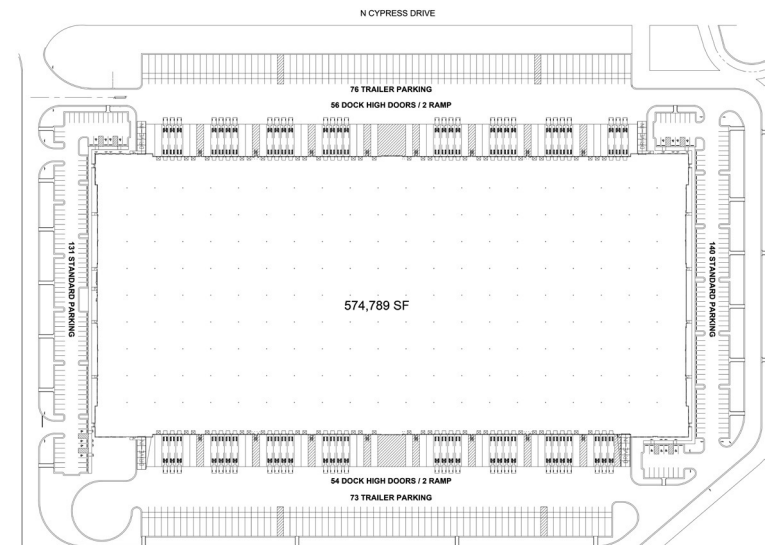 N CYPRESS DRIVE
76 TRAILER PARKING
56 DOCK HIGH DOORS / 2 RAMP
131 STANDARD PARKING
140 STANDARD PARKING
574,789 SF
54 DOCK HIGH DOORS / 2 RAMP
73 TRAILER PARKING